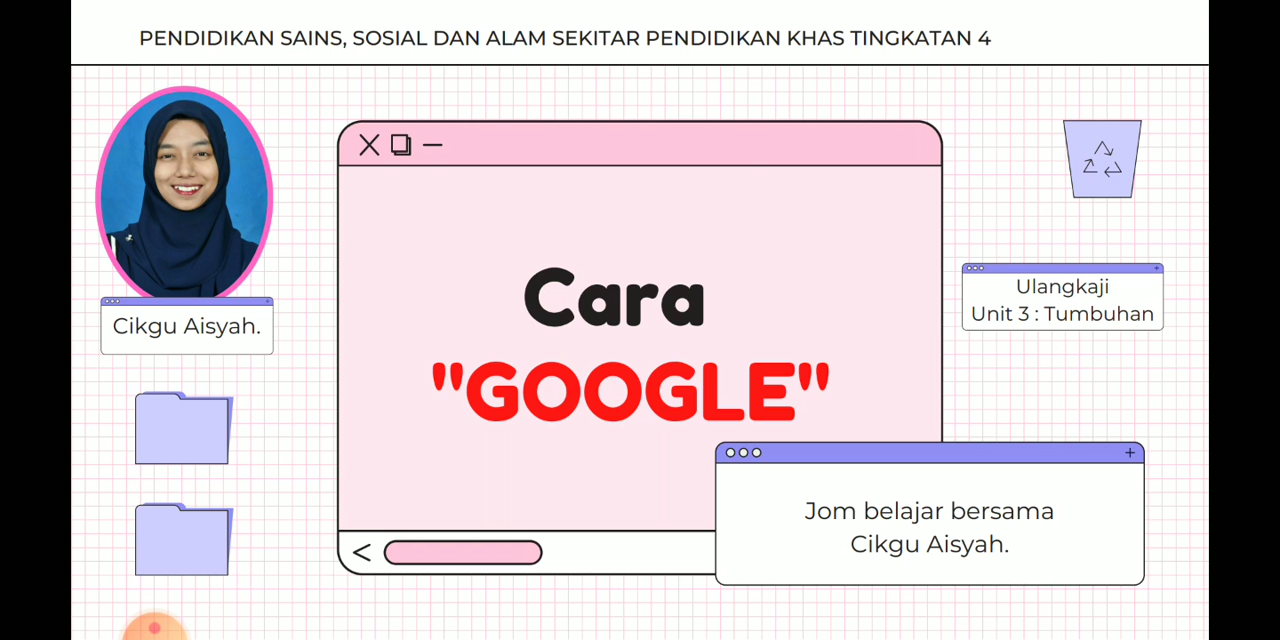 PENDIDIKAN SAINS, SOSIAL DAN ALAM SEKITAR PENDIDIKAN KHAS TINGKATAN 4
Cikgu Aisyah.
Cara
"GOOGLE"
Ulangkaji
Unit 3 : Tumbuhan
Jom belajar bersama
Cikgu Aisyah.